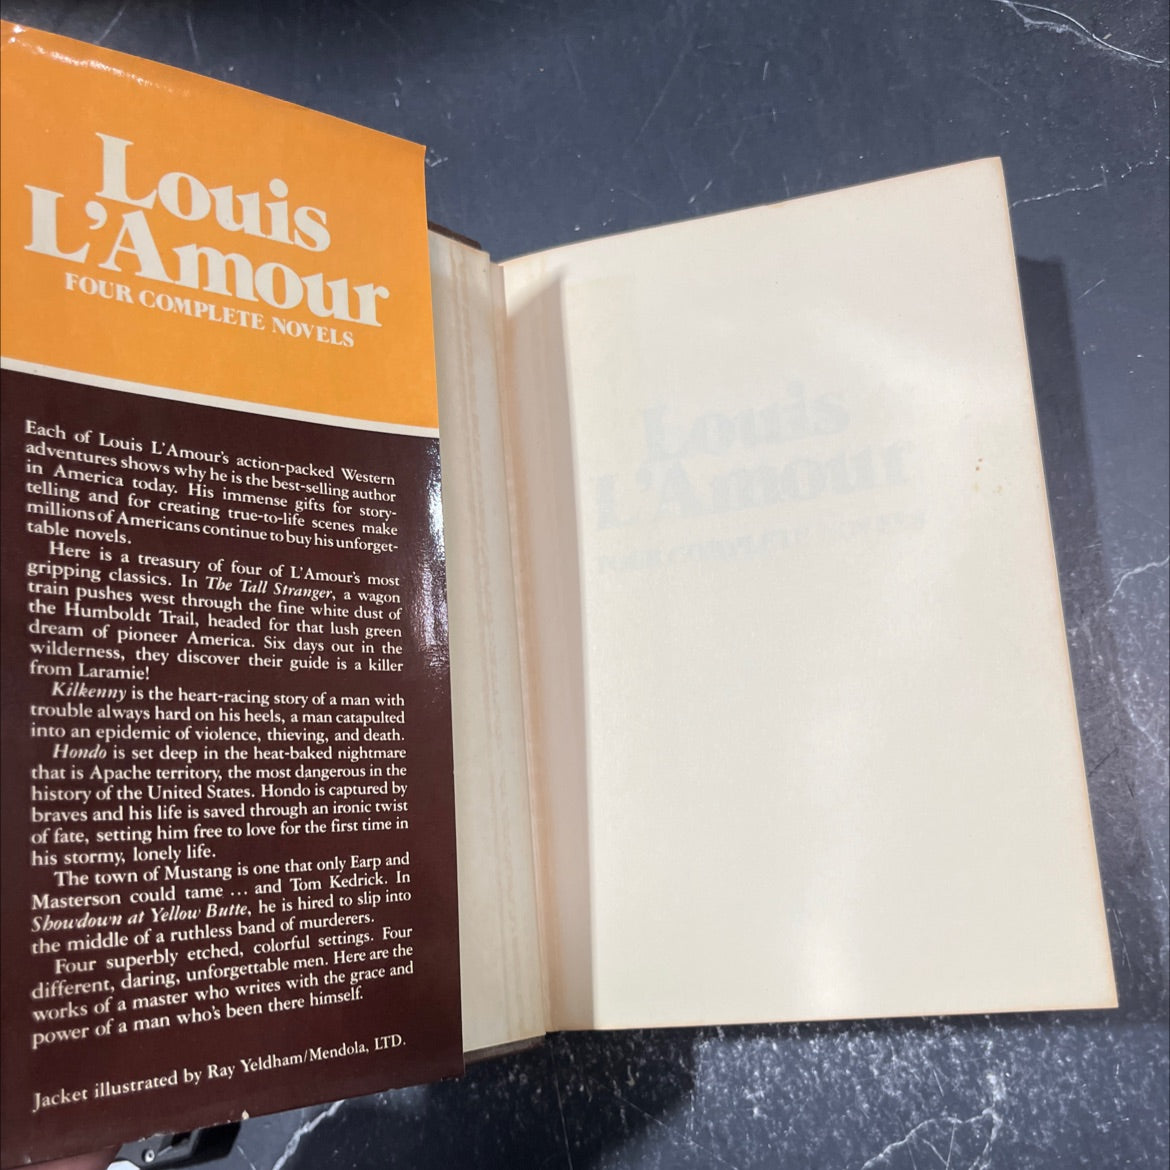 Louis
L'Amour
FOUR COMPLETE NOVELS
Each of Louis L'Amour's action-packed Western
adventures shows why he is the best-selling author
in America today. His immense gifts for story-
telling and for creating true-to-life scenes make
millions of Americans continue to buy his unforget-
table novels.
Here is a treasury of four of L'Amour's most
gripping classics. In The Tall Stranger, a wagon
train pushes west through the fine white dust of
the Humboldt Trail, headed for that lush green
dream of pioneer America. Six days out in the
wilderness, they discover their guide is a killer
from Laramie!
Kilkenny is the heart-racing story of a man with
trouble always hard on his heels, a man catapulted
into an epidemic of violence, thieving, and death.
Hondo is set deep in the heat-baked nightmare
that is Apache territory, the most dangerous in the
history of the United States. Hondo is captured by
braves and his life is saved through an ironic twist
of fate, setting him free to love for the first time in
his stormy, lonely life.
The town of Mustang is one that only Earp and
Masterson could tame ... and Tom Kedrick. In
Showdown at Yellow Butte, he is hired to slip into
the middle of a ruthless band of murderers.
Four superbly etched, colorful settings. Four
different, daring, unforgettable men. Here are the
works of a master who writes with the grace and
power of a man who's been there himself.
Jacket illustrated by Ray Yeldham/Mendola, LTD.
Louis
L'Amour
FOUR COMPLETE NOVELS